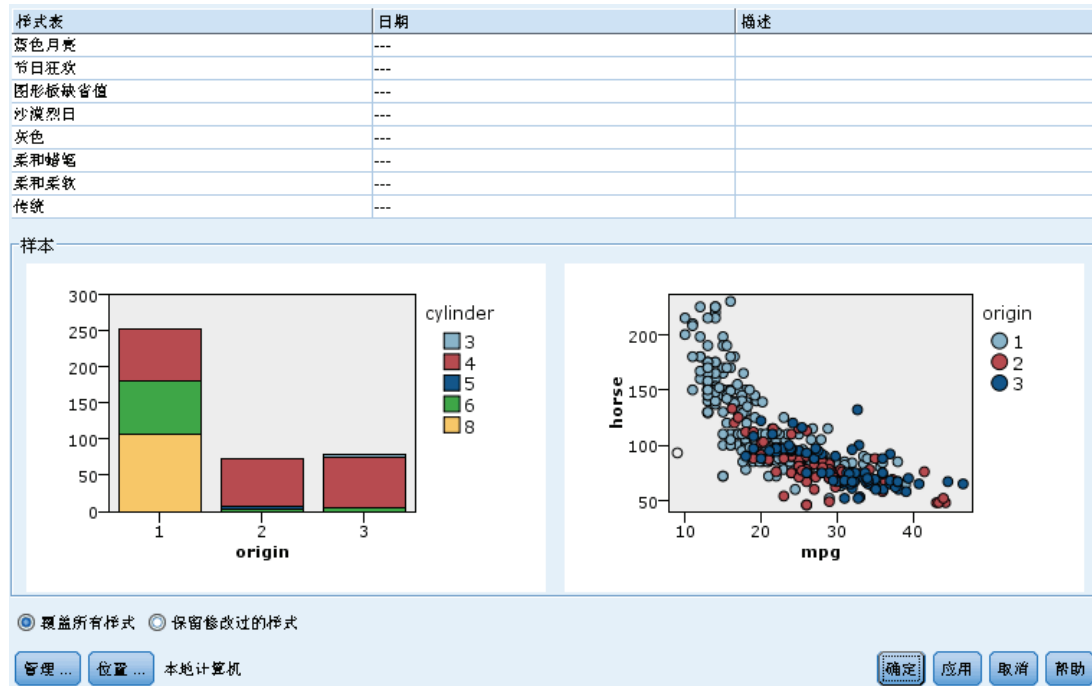 样式表 日期 描述
蓝色月亮 ---
节日狂欢 ---
图形板缺省值 ---
沙漠烈日 ---
灰色 ---
柔和蜡笔 ---
柔和柔软 ---
传统 ---
样本
300
250
200
150
100
50
0
1 2 3
origin
cylinder
3
4
5
6
8
horse
200
150
100
50
10 20 30 40
mpg
origin
1
2
3
覆盖所有样式 保留修改过的样式
管理 ... 位置 ... 本地计算机 确定 应用 取消 帮助